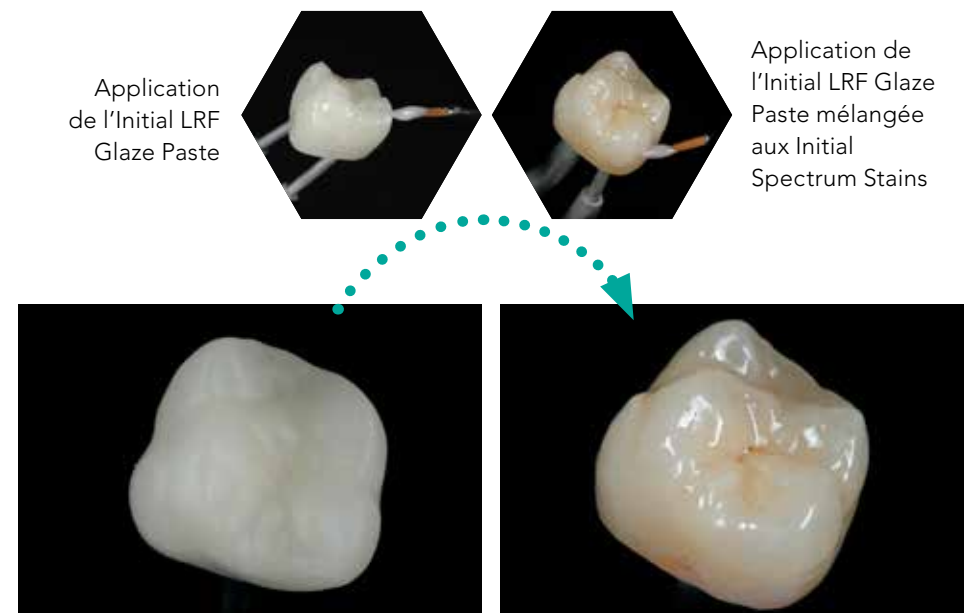 Application
de l’Initial LRF
Glaze Paste
Application de
l’Initial LRF Glaze
Paste mélangée
aux Initial
Spectrum Stains